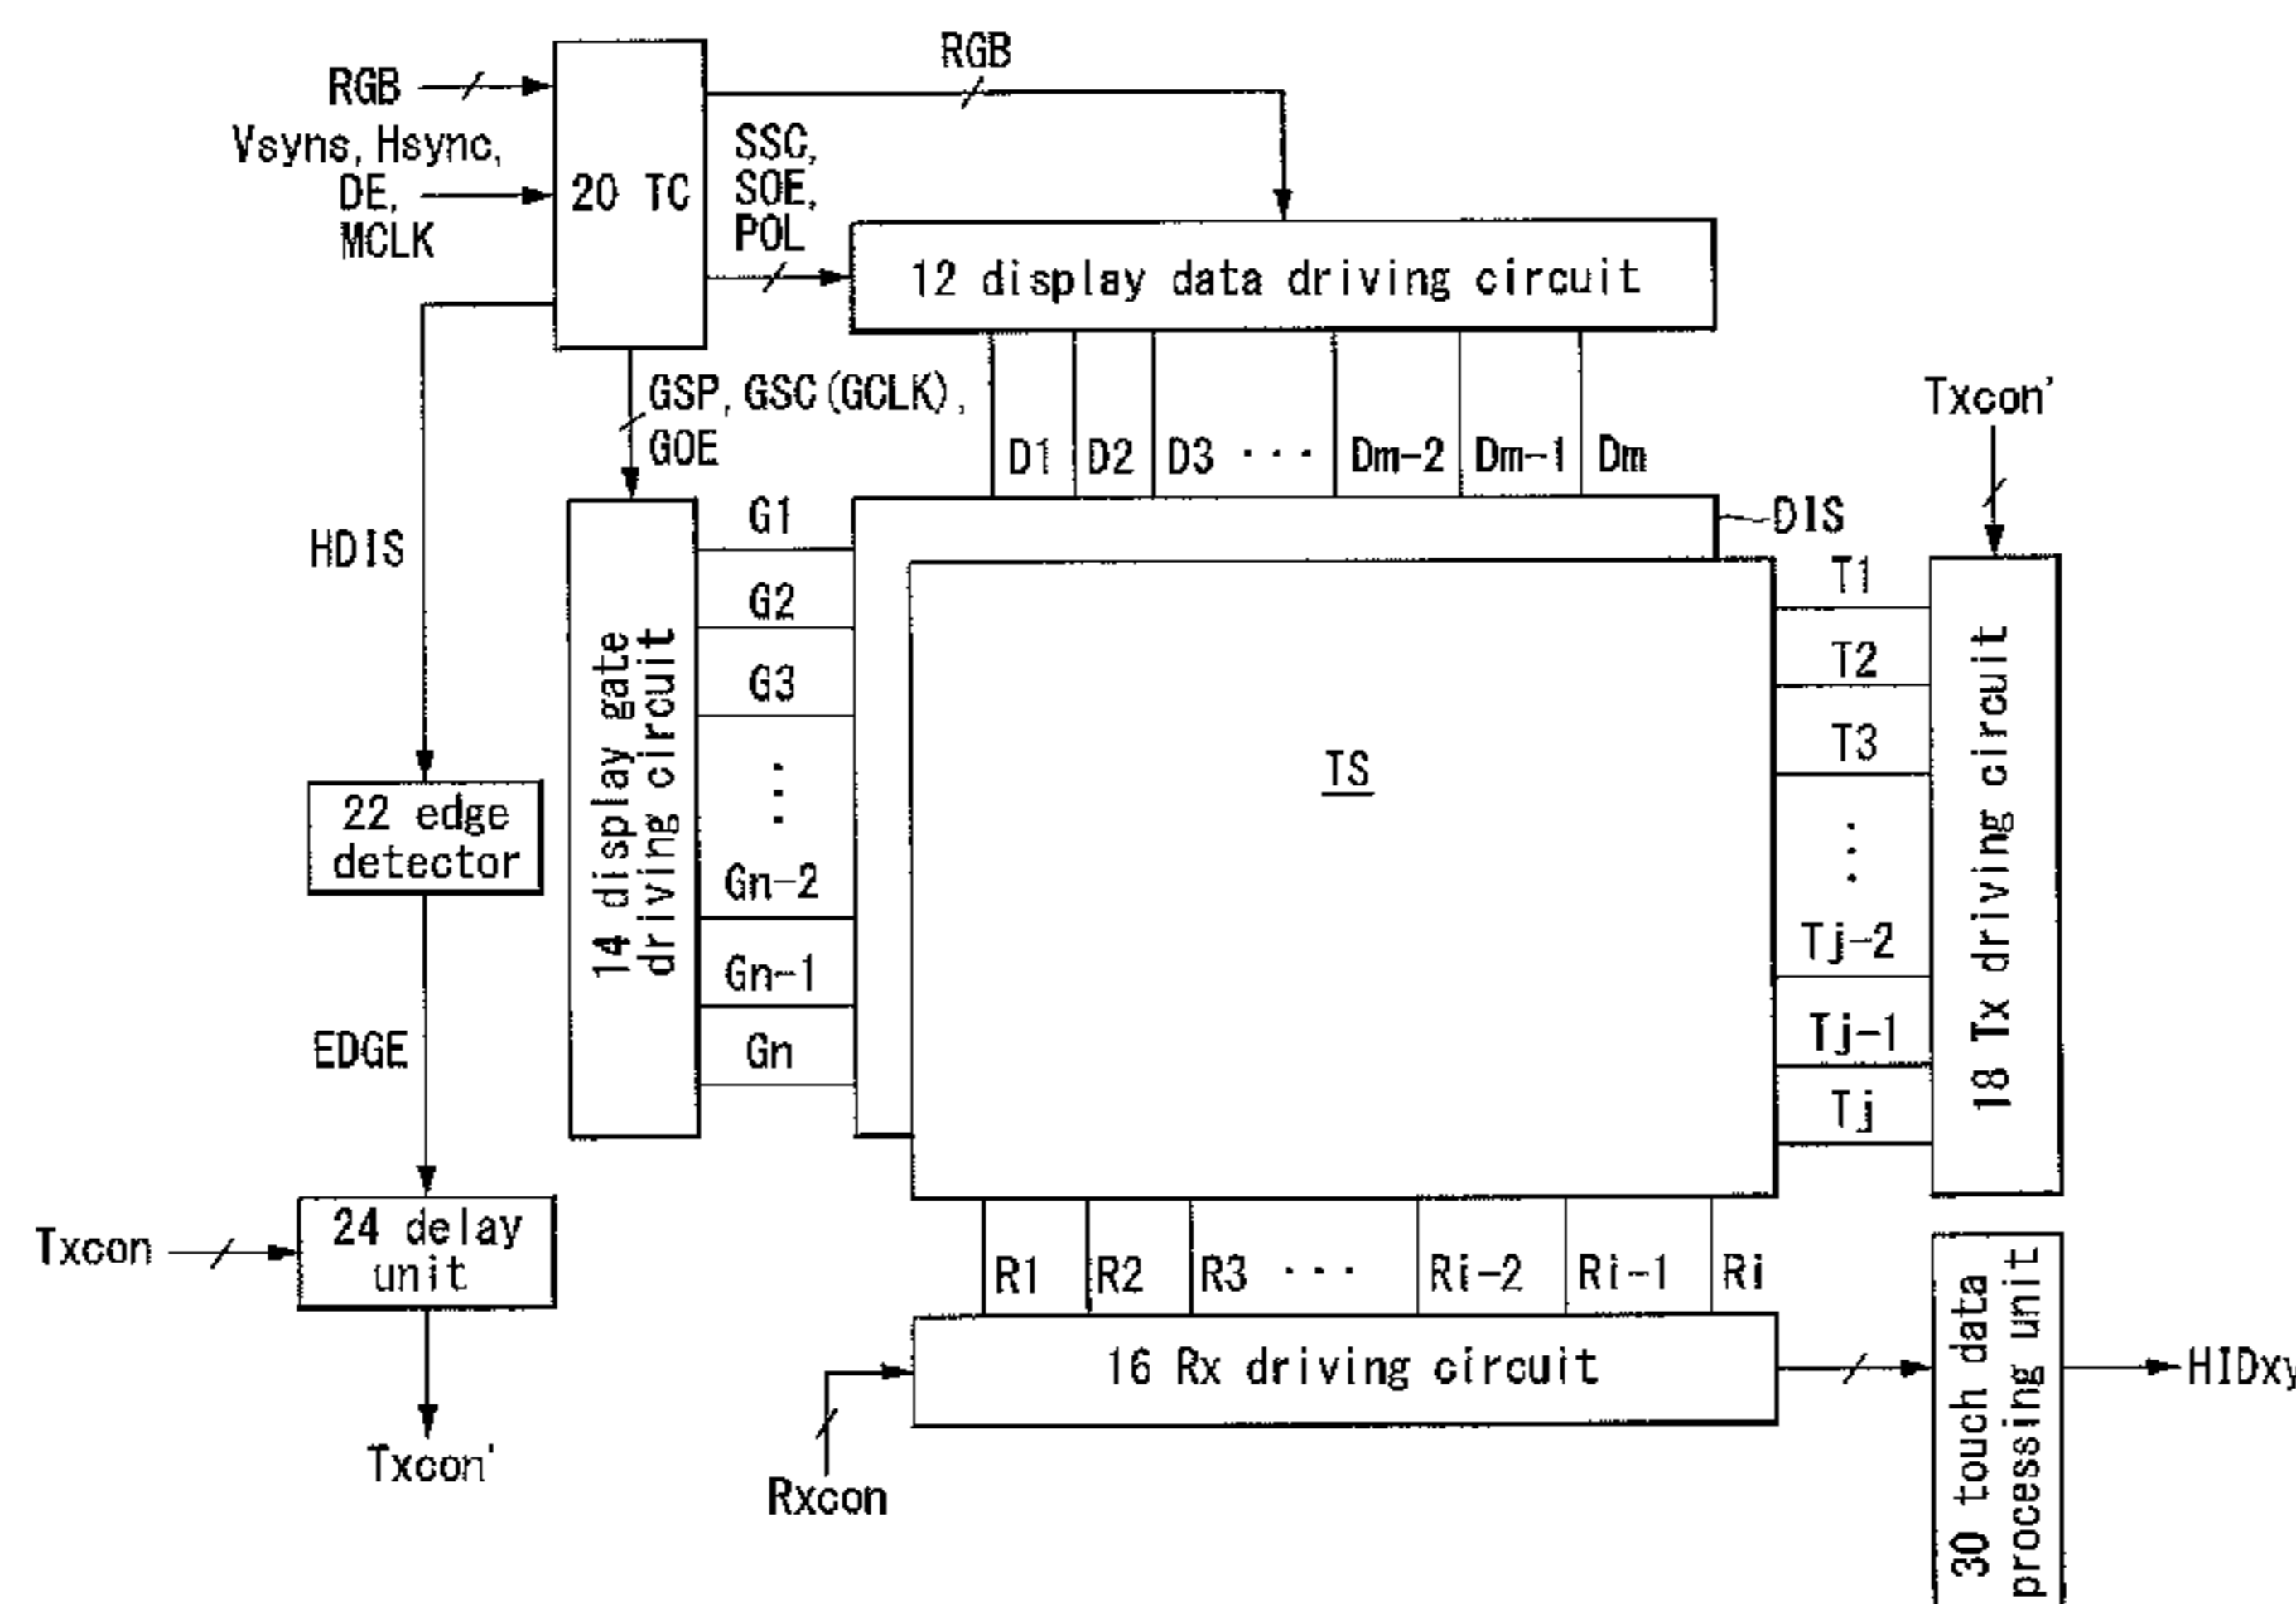 RGB
RGB
Vsyns, Hsync,
DE,
MCLK
20 TC
SSC,
SOE,
POL
12 display data driving circuit
GSP, GSC (GCLK),
GOE
D1 D2 D3 ··· Dm-2 Dm-1 Dm
Txcon'
DIS
HDIS
14 display gate
driving circuit
G1
G2
G3
⋮
Gn-2
Gn-1
Gn
TS
T1
T2
T3
⋮
Tj-2
Tj-1
Tj
18 Tx driving circuit
22 edge
detector
EDGE
Txcon
24 delay
unit
Txcon'
R1 R2 R3 ··· Ri-2 Ri-1 Ri
16 Rx driving circuit
Rxcon
30 touch data
processing unit
HIDxy